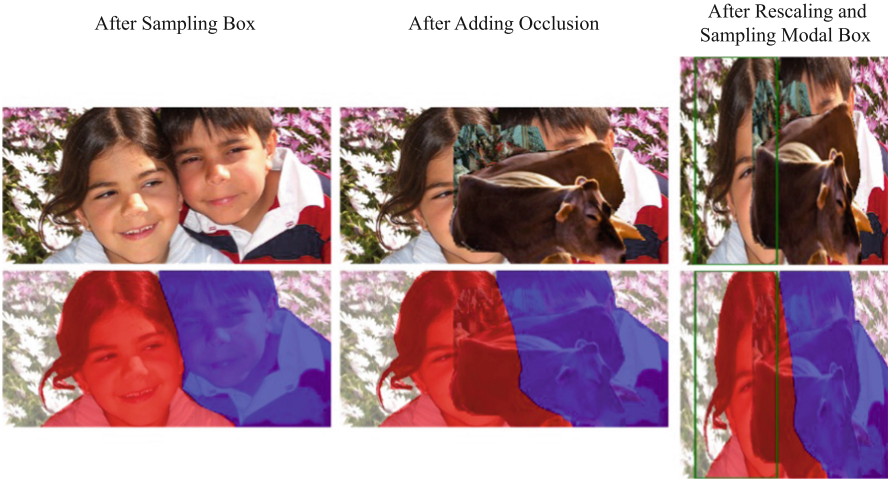 After Sampling Box
After Adding Occlusion
After Rescaling and
Sampling Modal Box